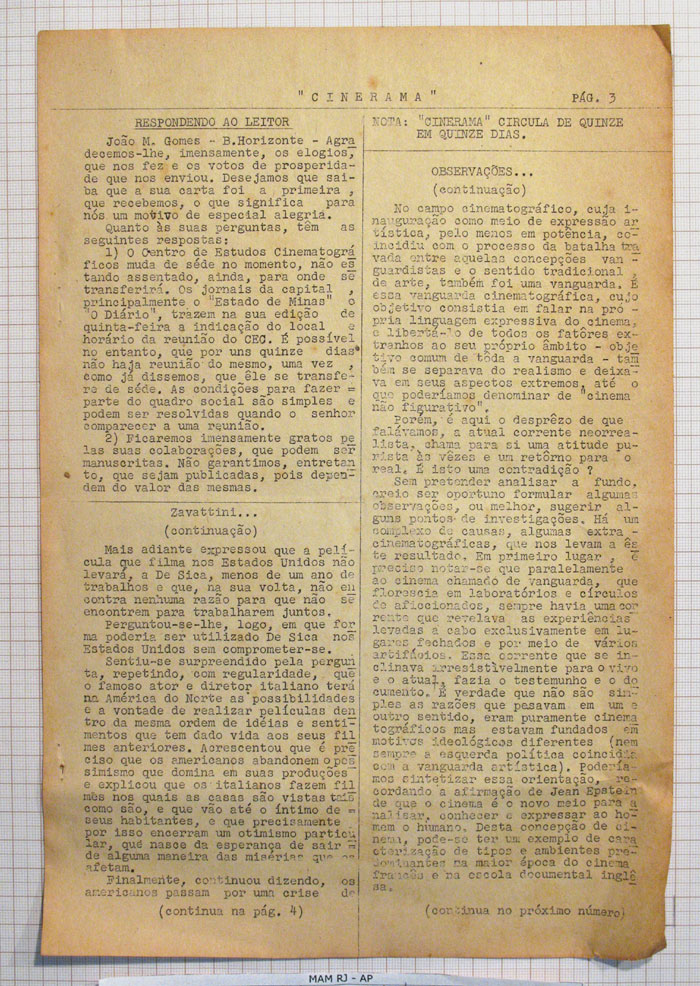 "CINERAMA"
PÁG. 3
RESPONDENDO AO LEITOR
João M. Gomes - B.Horizonte - Agra
decemos-lhe, imensamente, os elogios,
que nos fez e os votos de prosperida-
de que nos enviou. Desejamos que sai-
ba que a sua carta foi a primeira ,
que recebemos, o que significa para
nós um motivo de especial alegria.
Quanto às suas perguntas, têm as
seguintes respostas:
1) O Centro de Estudos Cinematográ
ficos muda de séde no momento, não es
tando assentado, ainda, para onde se
transferirá. Os jornais da capital ,
principalmente o "Estado de Minas" e
"o Diário", trazem na sua edição de
quinta-feira a indicação do local e
horário da reunião do CEC. É possível
no entanto, que por uns quinze dias
não haja reunião do mesmo, uma vez ,
como já dissemos, que êle se transfe-
re de séde. As condições para fazer =
parte do quadro social são simples e
podem ser resolvidas quando o senhor
comparecer a uma reunião.
2) Ficaremos imensamente gratos pe
las suas colaborações, que podem ser
manuscritas. Não garantimos, entretan
to, que sejam publicadas, pois depen-
dem do valor das mesmas.
Zavattini...
(continuação)
Mais adiante expressou que a pelí-
cula que filma nos Estados Unidos não
levará, a De Sica, menos de um ano de
trabalhos e que, na sua volta, não en
contra nenhuma razão para que não se
encontrem para trabalharem juntos.
Perguntou-se-lhe, logo, em que for
ma poderia ser utilizado De Sica nos
Estados Unidos sem comprometer-se.
Sentiu-se surpreendido pela pergun
ta, repetindo, com regularidade, que
o famoso ator e diretor italiano terá
na América do Norte as possibilidades
e a vontade de realizar películas den
tro da mesma ordem de idéias e senti-
mentos que tem dado vida aos seus fil
mes anteriores. Acrescentou que é pre
ciso que os americanos abandonem o pes
simismo que domina em suas produções
e explicou que os italianos fazem fil
mes nos quais as casas são vistas tais
como são, e que vão até o íntimo de =
seus habitantes, e que precisamente
por isso encerram um otimismo particu
lar, que nasce da esperança de sair =
de alguma maneira das misérias que os
afetam.
Finalmente, continuou dizendo, os
americanos passam por uma crise de
(continua na pág. 4)
NOTA: "CINERAMA" CIRCULA DE QUINZE
EM QUINZE DIAS.
OBSERVAÇÕES...
(continuação)
No campo cinematográfico, cuja i-
nauguração como meio de expressão ar
tística, pelo menos em potência, co-
incidiu com o processo da batalha tra
vada entre aquelas concepções van -
guardistas e o sentido tradicional ,
de arte, também foi uma vanguarda. E
essa vanguarda cinematográfica, cujo
objetivo consistia em falar na pró -
pria linguagem expressiva do cinema,
e libertá-lo de todos os fatôres ex-
tranhos ao seu próprio âmbito - obje
tivo comum de tôda a vanguarda - tam
bém se separava do realismo e deixa-
va em seus aspectos extremos, até o
que poderíamos denominar de "cinema
não figurativo".
Porém, é aqui o desprêzo de que
falávamos, a atual corrente neorrea-
lista, chama para si uma atitude pu-
rista às vêzes e um retôrno para o
real. É isto uma contradição ?
Sem pretender analisar a fundo,
creio ser oportuno formular algumas
observações, ou melhor, sugerir al-
guns pontos de investigações. Há um
complexo de causas, algumas extra -
cinematográficas, que nos levam a ês
te resultado. Em primeiro lugar , é
preciso notar-se que paralelamente
ao cinema chamado de vanguarda, que
florescia em laboratórios e círculos
de aficcionados, sempre havia uma cor
rente que revelava as experiências
levadas a cabo exclusivamente em lu-
gares fechados e por meio de vários
artifácios. Essa corrente que se in-
clinava irresistìvelmente para o vivo
e o atual, fazia o testemunho e o do
cumento. É verdade que não são sim-
ples as razões que pesavam em um e
outro sentido, eram puramente cinema
tográficos mas estavam fundados em
motivos ideológicos diferentes (nem
sempre a esquerda política coincidia
com a vanguarda artística). Podería-
mos sintetizar essa orientação, re-
cordando a afirmação de Jean Epstein
de que o cinema é o novo meio para a
nalisar, conhecer e expressar ao ho-
mem o humano. Desta concepção de ci-
nema, pode-se ter um exemplo de cara
cterização de tipos e ambientes pre-
dominantes na maior época do cinema
francês e na escola documental inglê
sa.
(continua no próximo número)
MAM RJ - AP